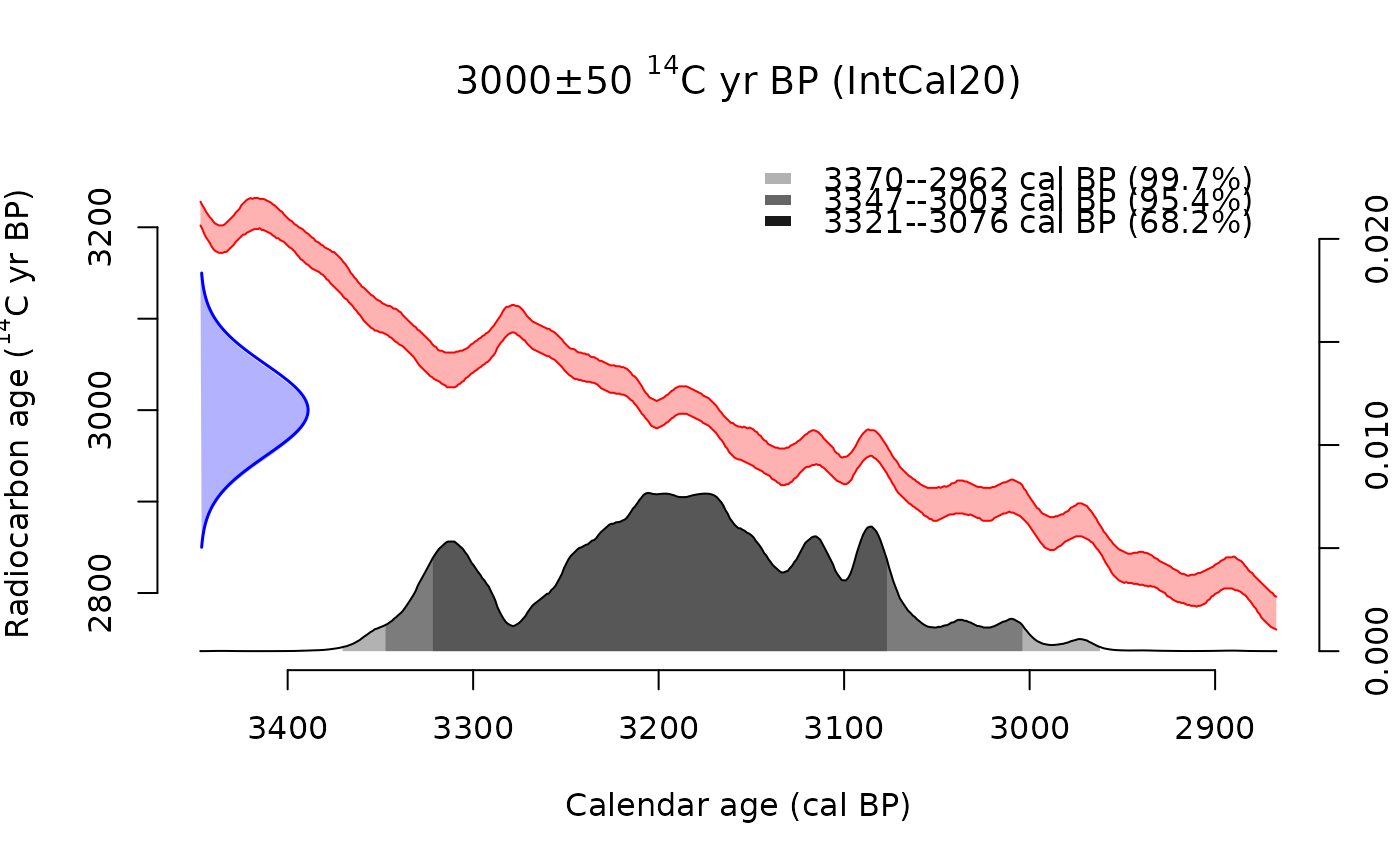 3000±50 ¹⁴C yr BP (IntCal20)
3370--2962 cal BP (99.7%)
3347--3003 cal BP (95.4%)
3321--3076 cal BP (68.2%)
Radiocarbon age (¹⁴C yr BP)
3200
3000
2800
0.020
0.010
0.000
3400 3300 3200 3100 3000 2900
Calendar age (cal BP)